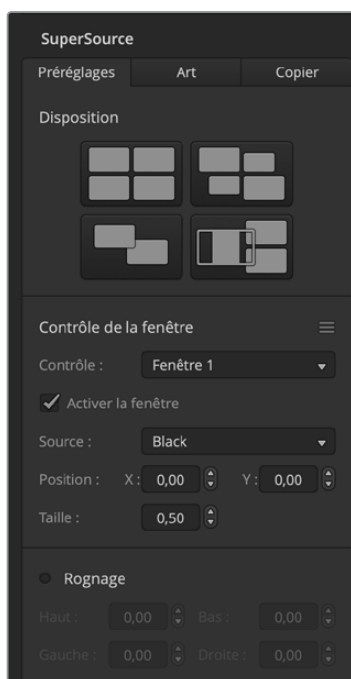 SuperSource
Préréglages Art Copier
Disposition
Contrôle de la fenêtre
Contrôle : Fenêtre 1
Activer la fenêtre
Source : Black
Position : X : 0,00 Y : 0,00
Taille : 0,50
Rognage
Haut : 0,00 Bas : 0,00
Gauche : 0,00 Droite : 0,00